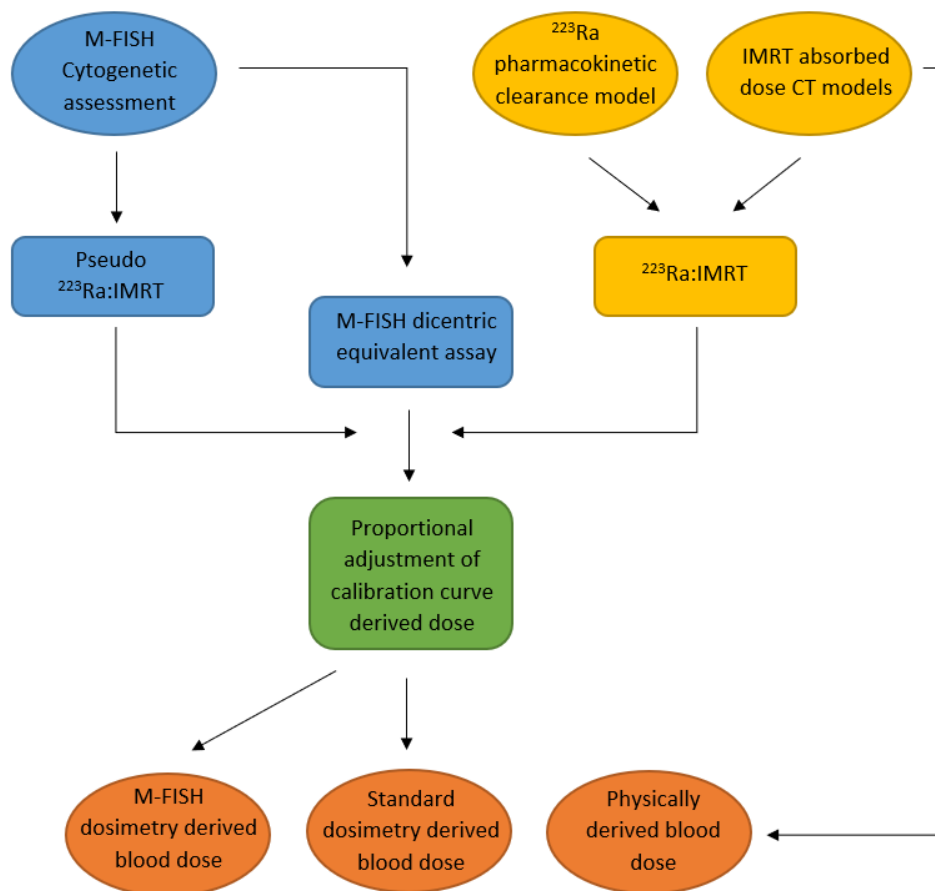 M-FISH
Cytogenetic
assessment
²²³Ra
pharmacokinetic
clearance model
IMRT absorbed
dose CT models
Pseudo
²²³Ra:IMRT
M-FISH dicentric
equivalent assay
²²³Ra:IMRT
Proportional
adjustment of
calibration curve
derived dose
M-FISH
dosimetry derived
blood dose
Standard
dosimetry derived
blood dose
Physically
derived blood
dose